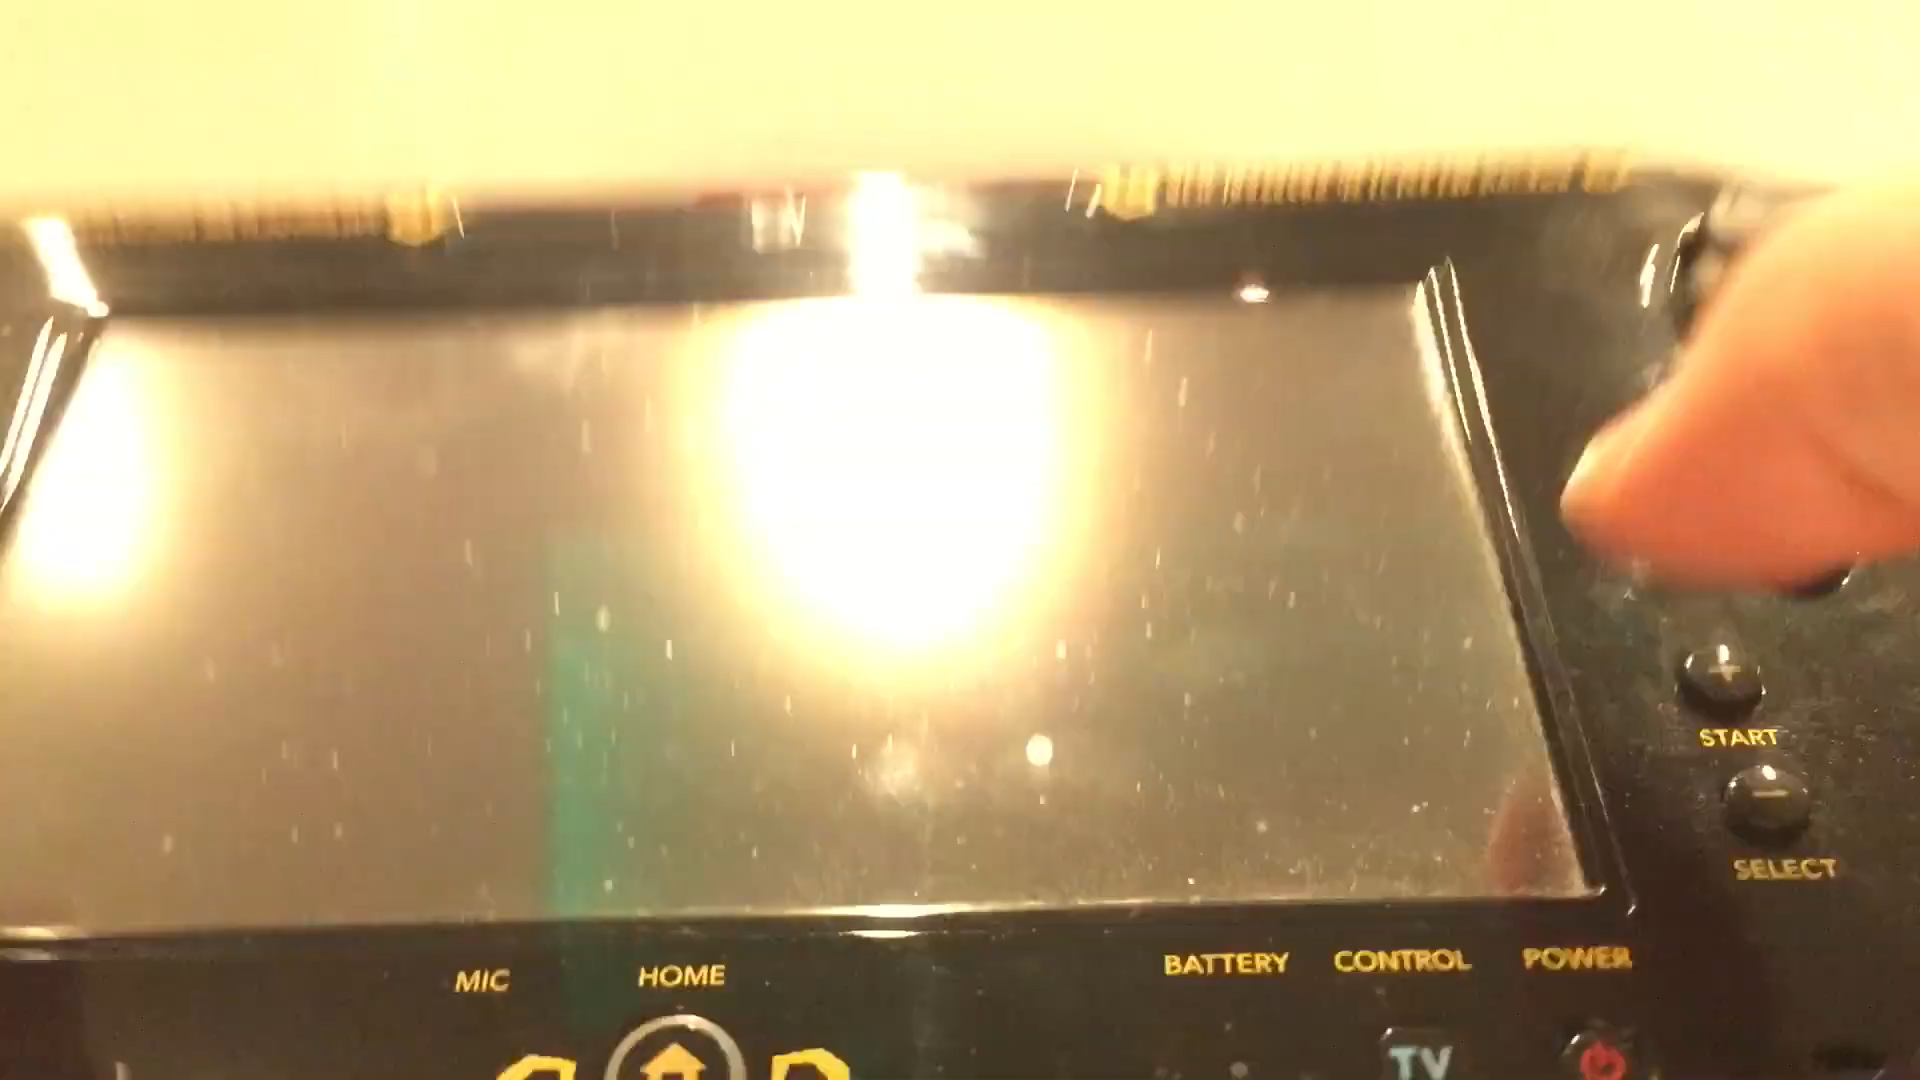 +
START
−
SELECT
MIC
HOME
BATTERY
CONTROL
POWER
TV